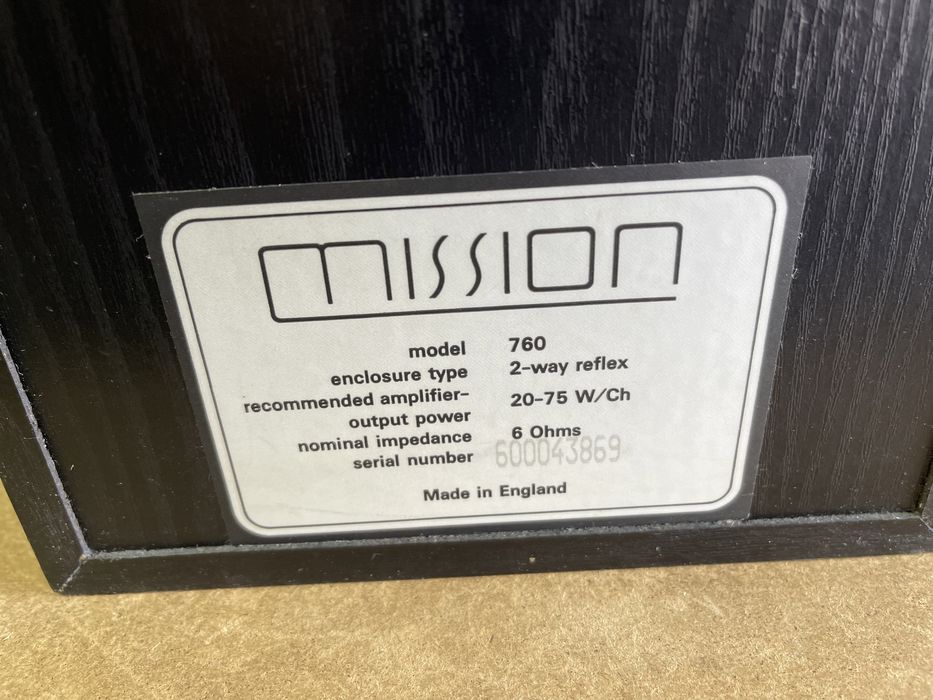 mission
model 760
enclosure type 2-way reflex
recommended amplifier-
output power 20-75 W/Ch
nominal impedance 6 Ohms
serial number 600043869
Made in England